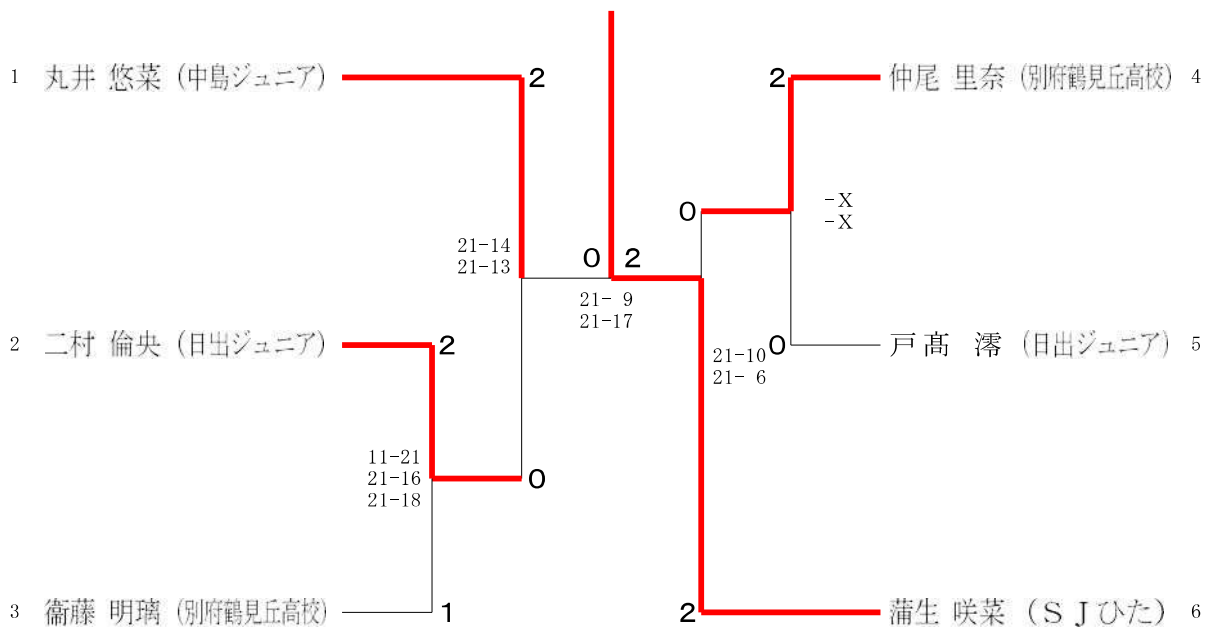 1 丸井 悠菜 (中島ジュニア) 2
2 仲尾 里奈 (別府鶴見丘高校) 4
-X
-X
0
21-14
21-13
0 2
21- 9
21-17
2 二村 倫央 (日出ジュニア) 2
0 戸髙 澪 (日出ジュニア) 5
21-10
21- 6
11-21
21-16
21-18
0
3 衞藤 明璃 (別府鶴見丘高校) 1
2 蒲生 咲菜 (ＳＪひた) 6